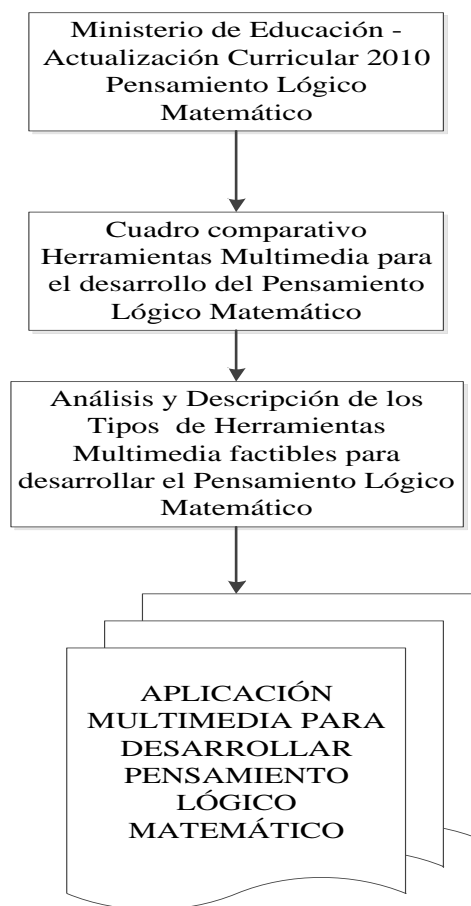 Ministerio de Educación -
Actualización Curricular 2010
Pensamiento Lógico
Matemático
Cuadro comparativo
Herramientas Multimedia para
el desarrollo del Pensamiento
Lógico Matemático
Análisis y Descripción de los
Tipos de Herramientas
Multimedia factibles para
desarrollar el Pensamiento Lógico
Matemático
APLICACIÓN
MULTIMEDIA PARA
DESARROLLAR
PENSAMIENTO
LÓGICO
MATEMÁTICO